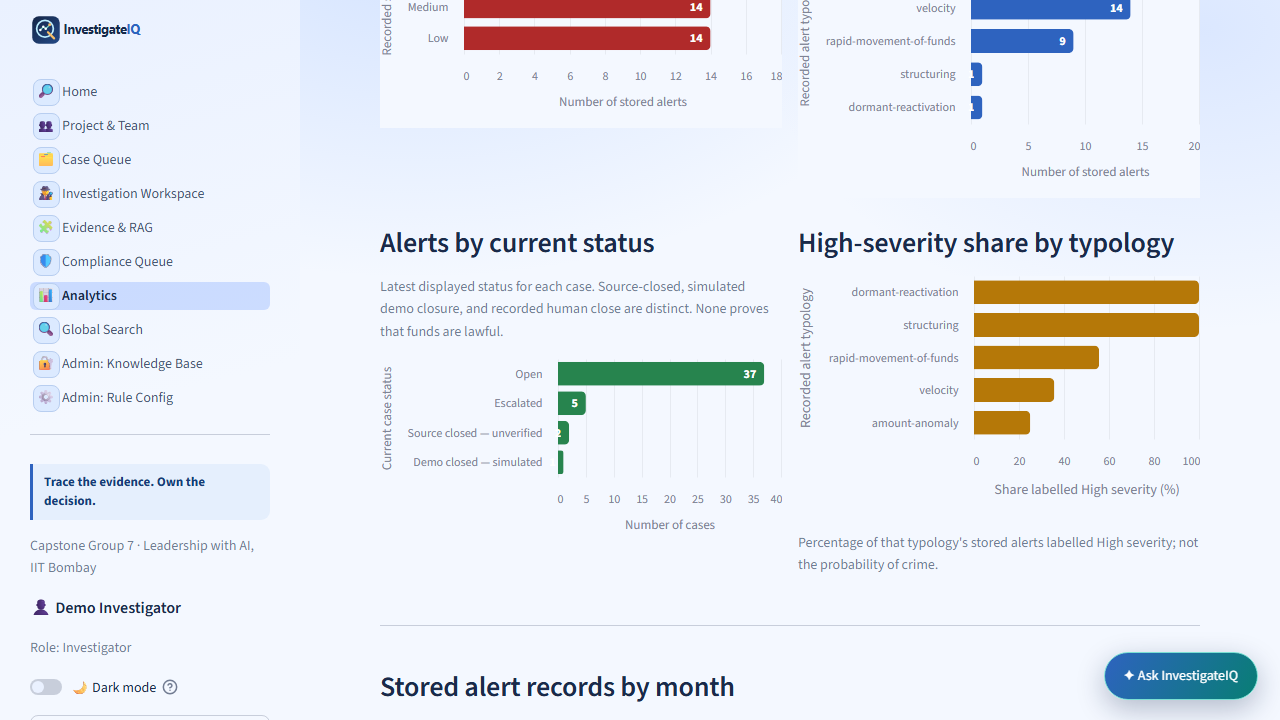 InvestigateIQ
Home
Project & Team
Case Queue
Investigation Workspace
Evidence & RAG
Compliance Queue
Analytics
Global Search
Admin: Knowledge Base
Admin: Rule Config
Trace the evidence. Own the
decision.
Capstone Group 7 · Leadership with AI,
IIT Bombay
Demo Investigator
Role: Investigator
Dark mode
Recorded
Medium
14
Low
14
0 2 4 6 8 10 12 14 16 18
Number of stored alerts
Recorded alert typo
velocity
14
rapid-movement-of-funds
9
structuring
dormant-reactivation
0 5 10 15 20
Number of stored alerts
Alerts by current status
Latest displayed status for each case. Source-closed, simulated
demo closure, and recorded human close are distinct. None proves
that funds are lawful.
Current case status
Open
37
Escalated
5
Source closed — unverified
2
Demo closed — simulated
0 5 10 15 20 25 30 35 40
Number of cases
High-severity share by typology
Recorded alert typology
dormant-reactivation
structuring
rapid-movement-of-funds
velocity
amount-anomaly
0 20 40 60 80 100
Share labelled High severity (%)
Percentage of that typology's stored alerts labelled High severity; not
the probability of crime.
Stored alert records by month
✦ Ask InvestigateIQ